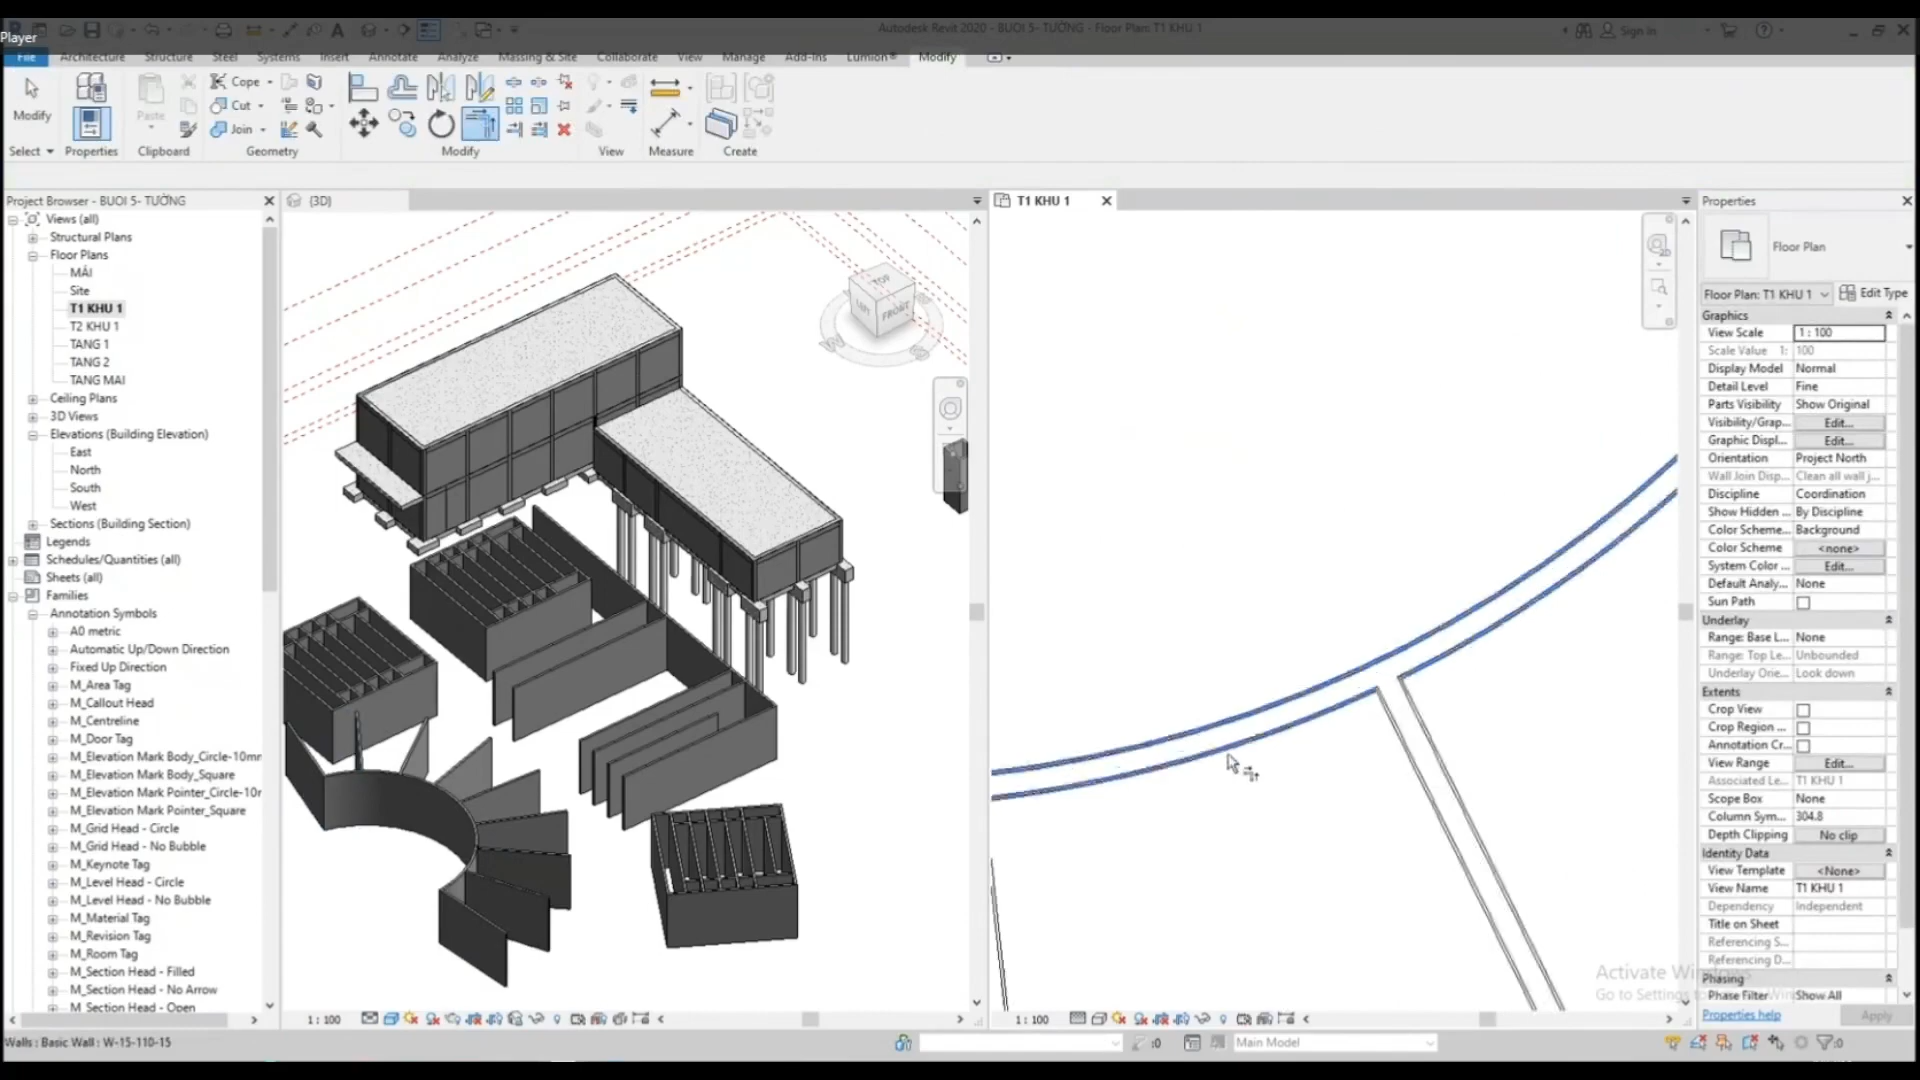 Player
Autodesk Revit 2020 - BUOI 5- TƯỜNG - Floor Plan: T1 KHU 1
Sign In
File Architecture Structure Steel Systems Insert Annotate Analyze Massing & Site Collaborate View Manage Add-Ins Lumion® Modify
Modify
Paste
Cope
Cut
Join
Select Properties Clipboard Geometry Modify View Measure Create
Project Browser - BUOI 5- TƯỜNG
Views (all)
Structural Plans
Floor Plans
MÁI
Site
T1 KHU 1
T2 KHU 1
TANG 1
TANG 2
TANG MAI
Ceiling Plans
3D Views
Elevations (Building Elevation)
East
North
South
West
Sections (Building Section)
Legends
Schedules/Quantities (all)
Sheets (all)
Families
Annotation Symbols
A0 metric
Automatic Up/Down Direction
Fixed Up Direction
M_Area Tag
M_Callout Head
M_Centreline
M_Door Tag
M_Elevation Mark Body_Circle-10mm
M_Elevation Mark Body_Square
M_Elevation Mark Pointer_Circle-10r
M_Elevation Mark Pointer_Square
M_Grid Head - Circle
M_Grid Head - No Bubble
M_Keynote Tag
M_Level Head - Circle
M_Level Head - No Bubble
M_Material Tag
M_Revision Tag
M_Room Tag
M_Section Head - Filled
M_Section Head - No Arrow
M_Section Head - Open
{3D}
TOP
LEFT
FRONT
1 : 100
T1 KHU 1
2D
1 : 100
Properties
Floor Plan
Floor Plan: T1 KHU 1
Edit Type
Graphics
View Scale 1 : 100
Scale Value 1: 100
Display Model Normal
Detail Level Fine
Parts Visibility Show Original
Visibility/Grap... Edit...
Graphic Displ... Edit...
Orientation Project North
Wall Join Disp... Clean all wall j...
Discipline Coordination
Show Hidden ... By Discipline
Color Scheme... Background
Color Scheme <none>
System Color ... Edit...
Default Analy... None
Sun Path
Underlay
Range: Base L... None
Range: Top Le... Unbounded
Underlay Orie... Look down
Extents
Crop View
Crop Region ...
Annotation Cr...
View Range Edit...
Associated Le... T1 KHU 1
Scope Box None
Column Sym... 304.8
Depth Clipping No clip
Identity Data
View Template <None>
View Name T1 KHU 1
Dependency Independent
Title on Sheet
Referencing S...
Referencing D...
Phasing
Phase Filter Show All
Properties help
Apply
Activate Windows
Go to Settings to
Walls : Basic Wall : W-15-110-15
:0
Main Model
:0